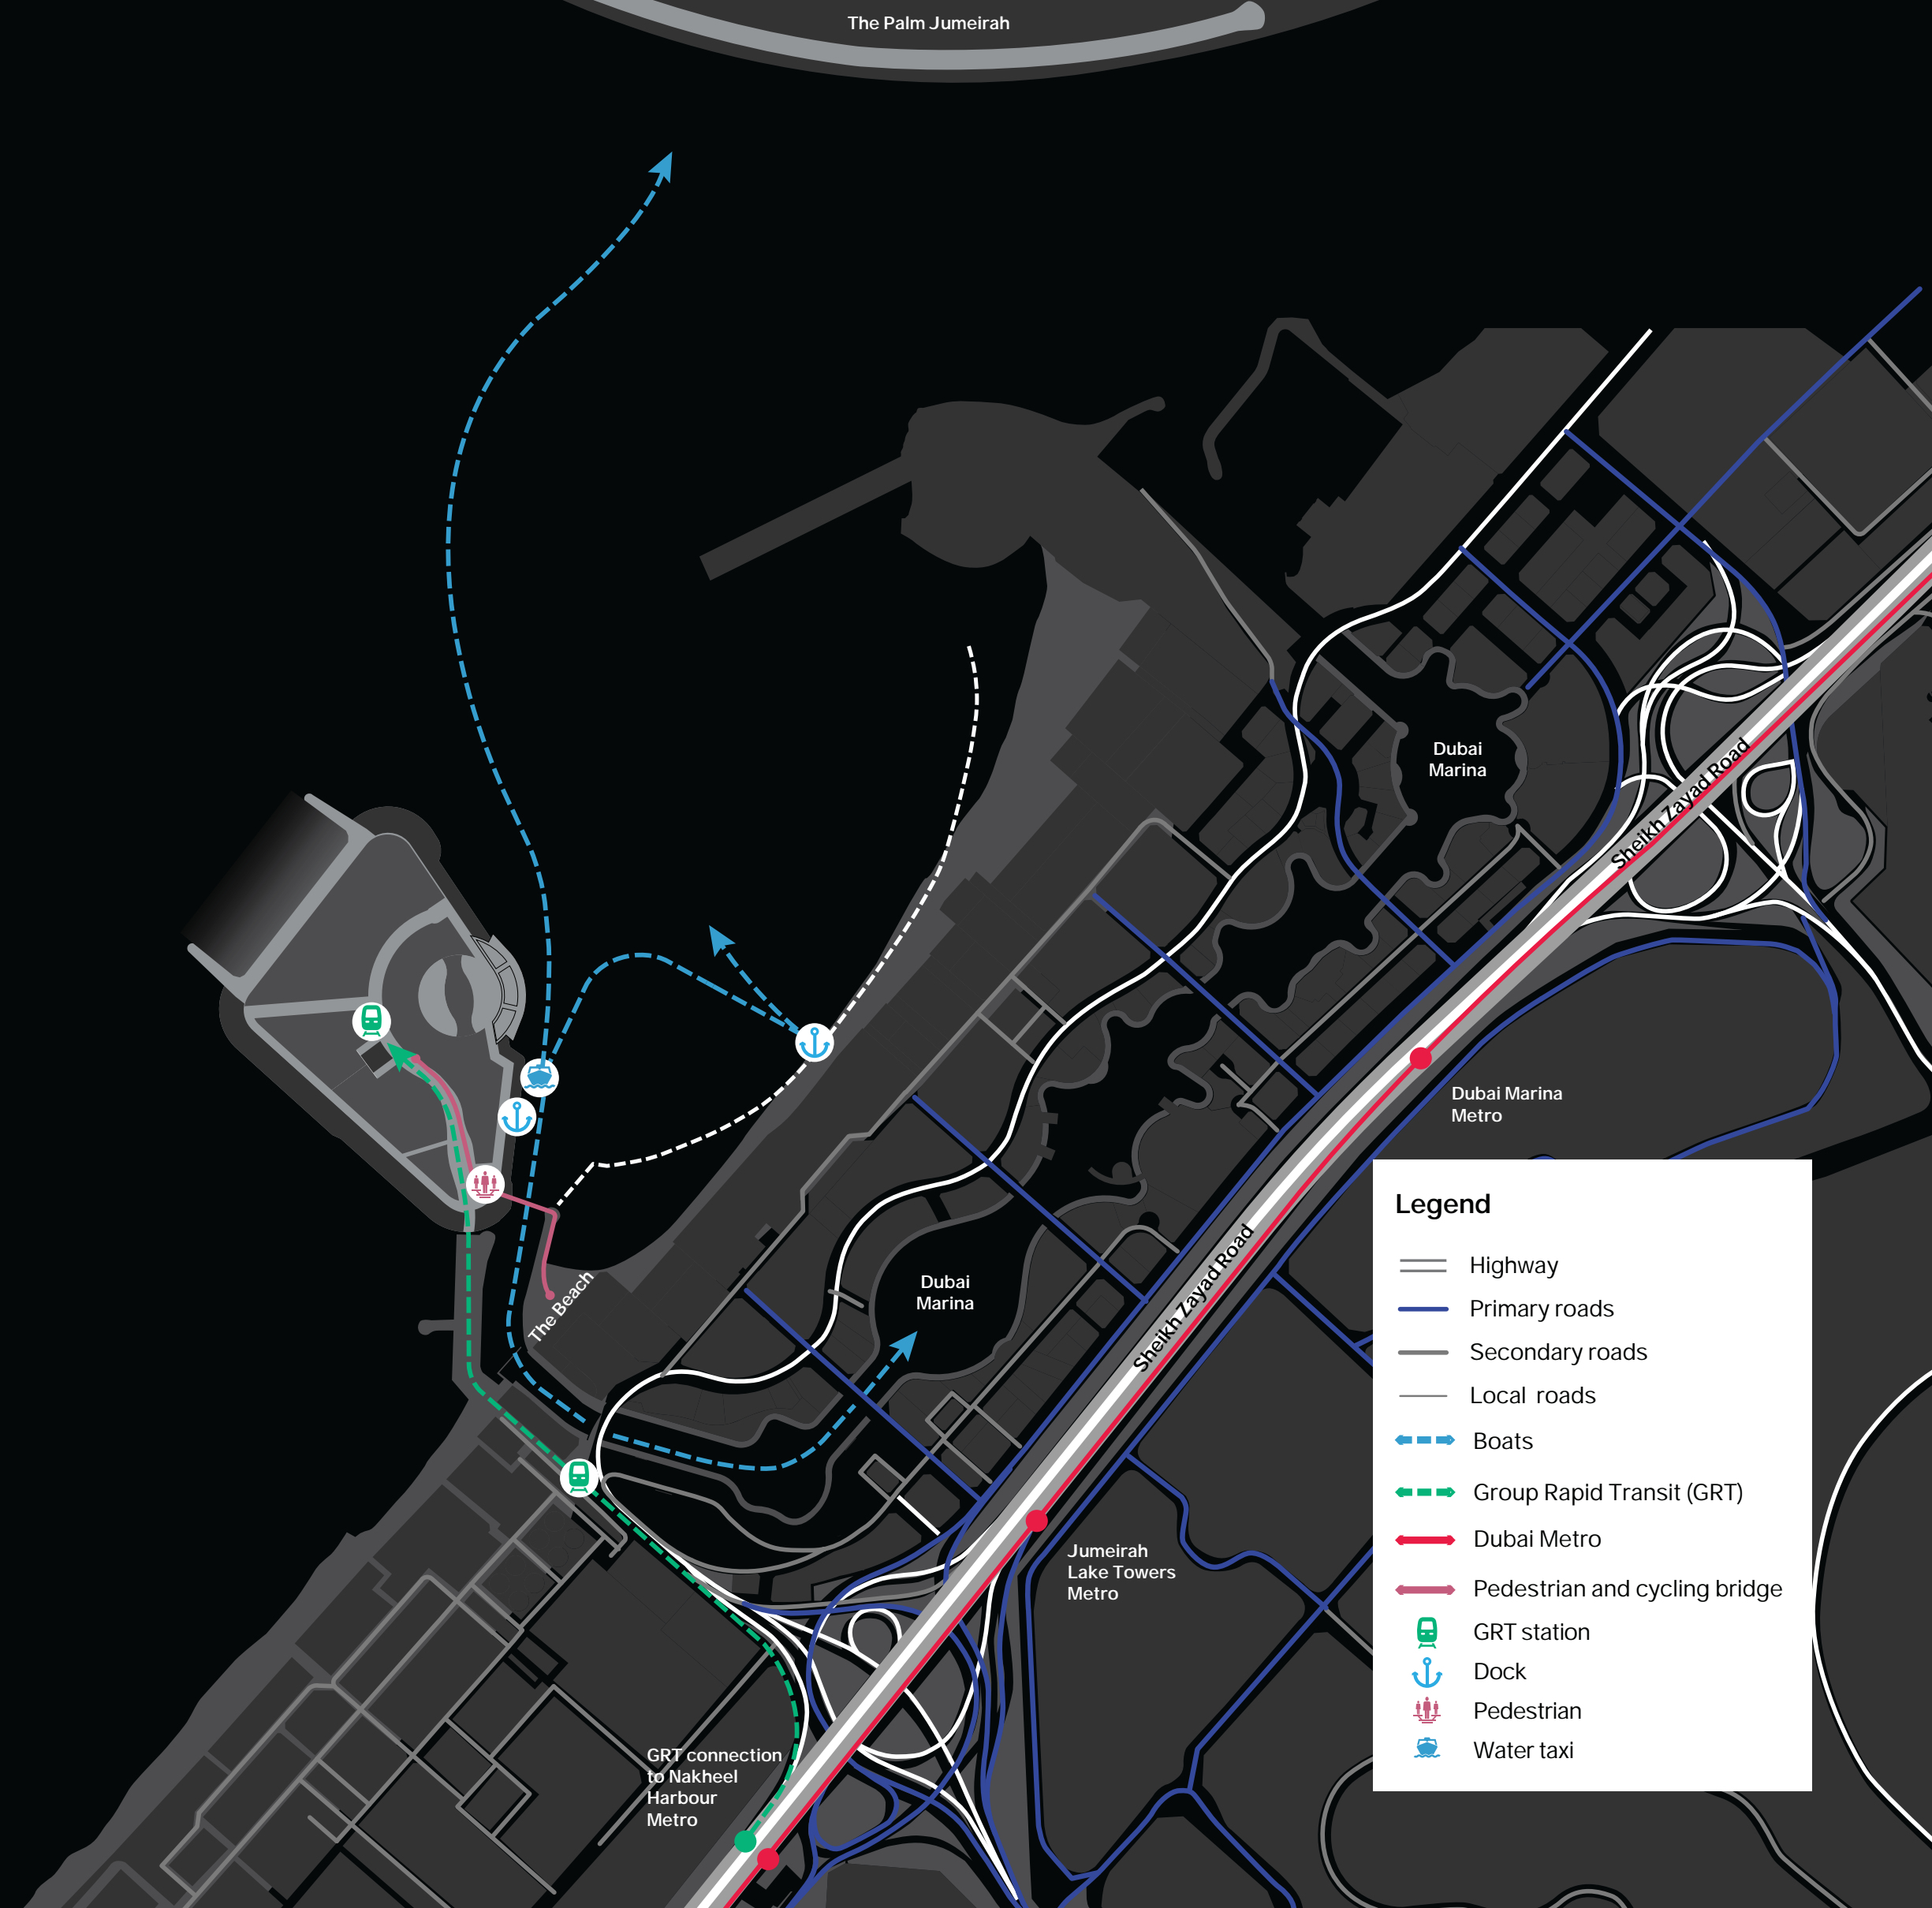 The Palm Jumeirah
Dubai
Marina
Sheikh Zayad Road
Dubai Marina
Metro
The Beach
Dubai
Marina
Sheikh Zayad Road
Jumeirah
Lake Towers
Metro
GRT connection
to Nakheel
Harbour
Metro
Legend
Highway
Primary roads
Secondary roads
Local roads
Boats
Group Rapid Transit (GRT)
Dubai Metro
Pedestrian and cycling bridge
GRT station
Dock
Pedestrian
Water taxi